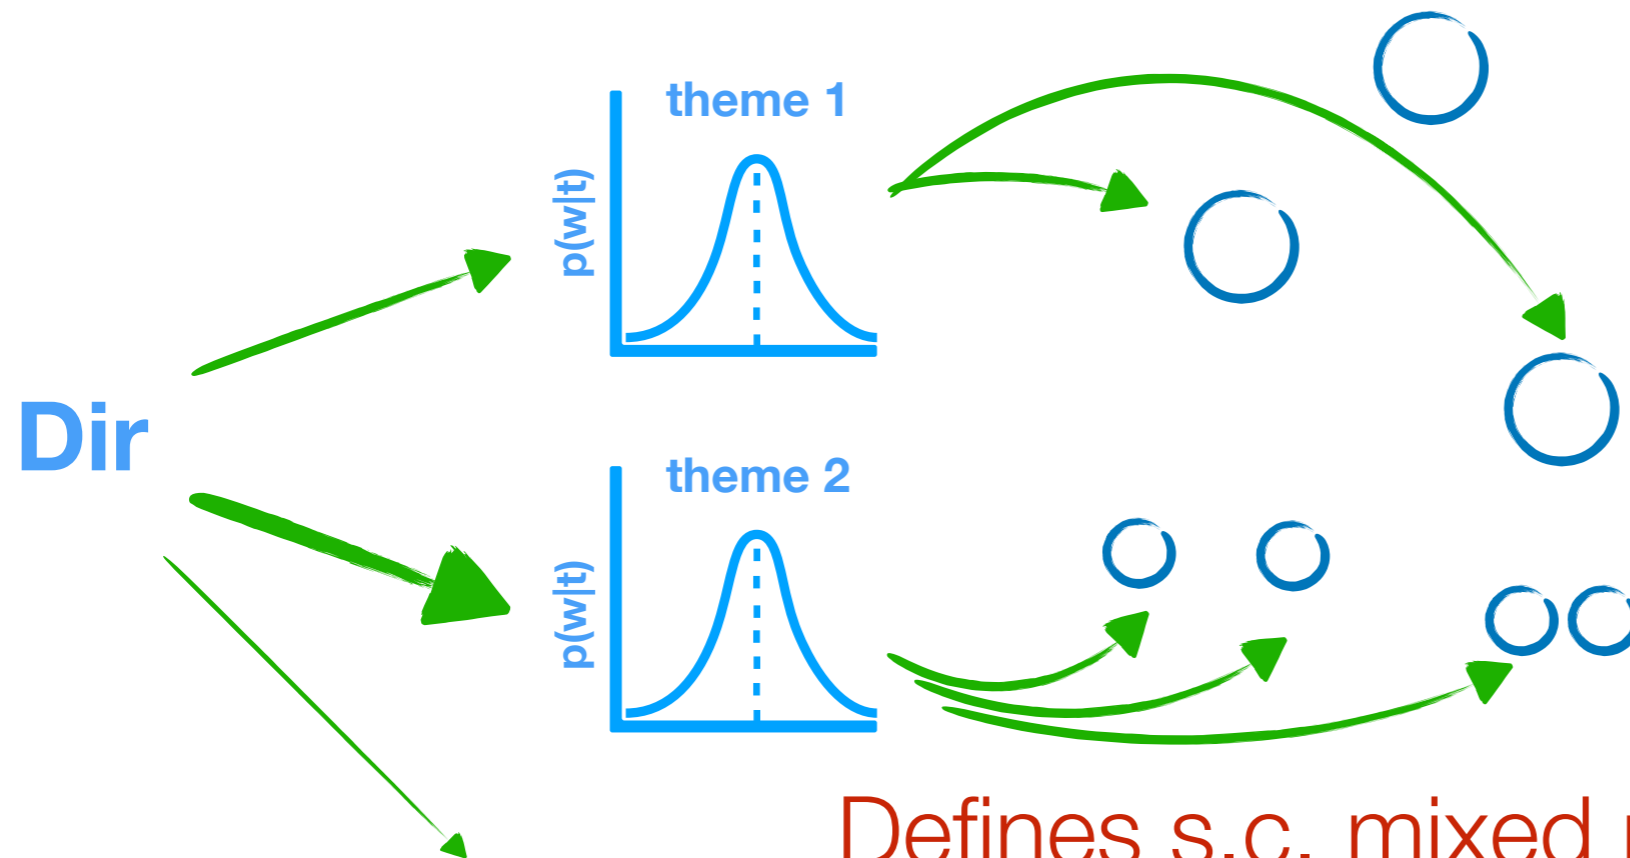 theme 1
p(w|t)
Dir
theme 2
p(w|t)
Defines s.c. mixed